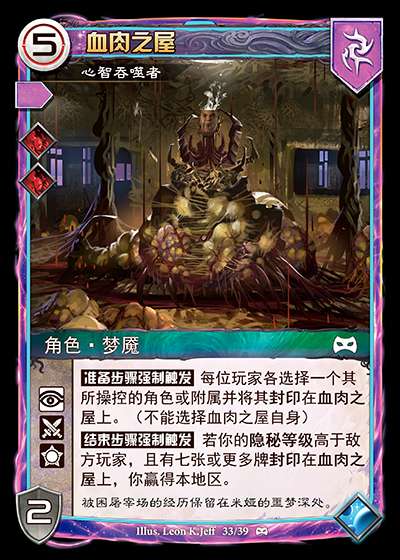 5
血肉之屋
心智吞噬者
角色·梦魇
准备步骤强制触发 每位玩家各选择一个其
所操控的角色或附属并将其封印在血肉之
屋上。（不能选择血肉之屋自身）
结束步骤强制触发 若你的隐秘等级高于敌
方玩家，且有七张或更多牌封印在血肉之屋
上，你赢得本地区。
被困屠宰场的经历保留在米娅的噩梦深处。
2
Illus. Leon K.Jeff 33/39